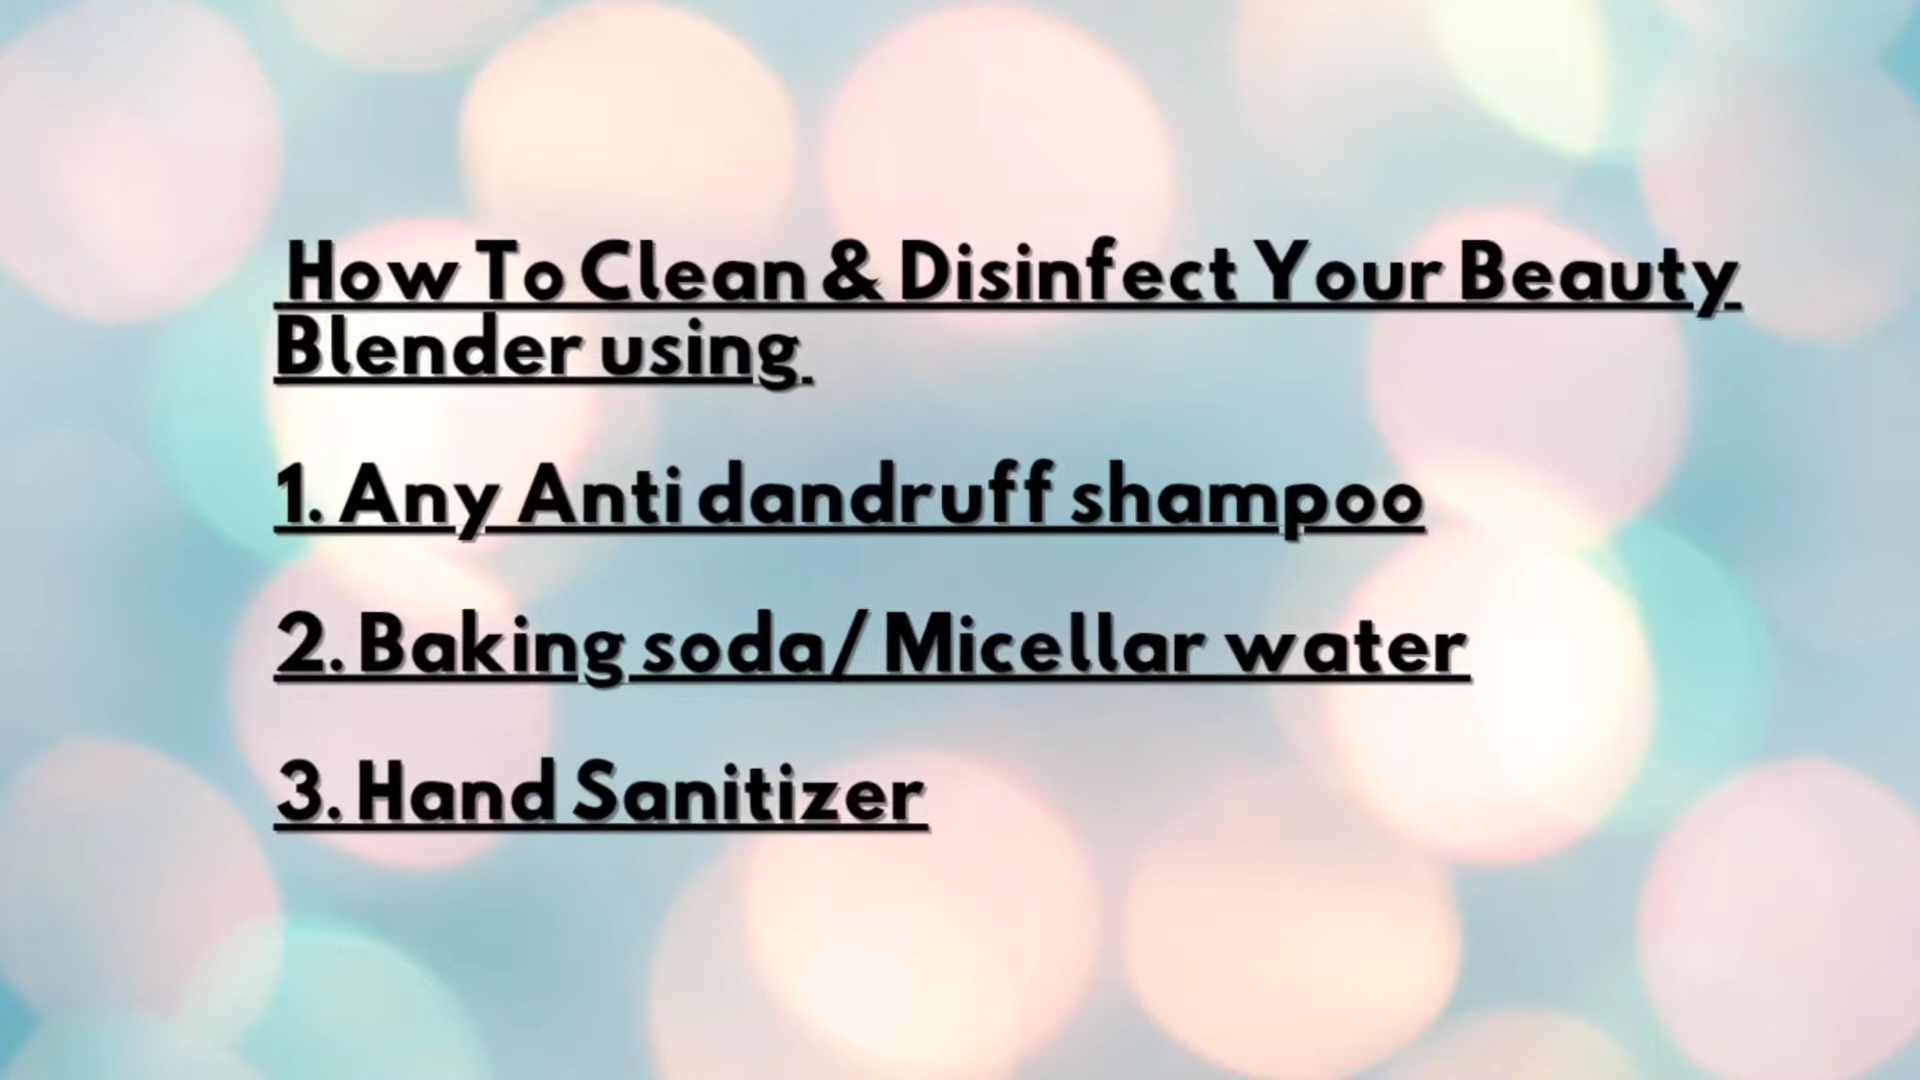 How To Clean & Disinfect Your Beauty
Blender using
1. Any Anti dandruff shampoo
2. Baking soda/ Micellar water
3. Hand Sanitizer